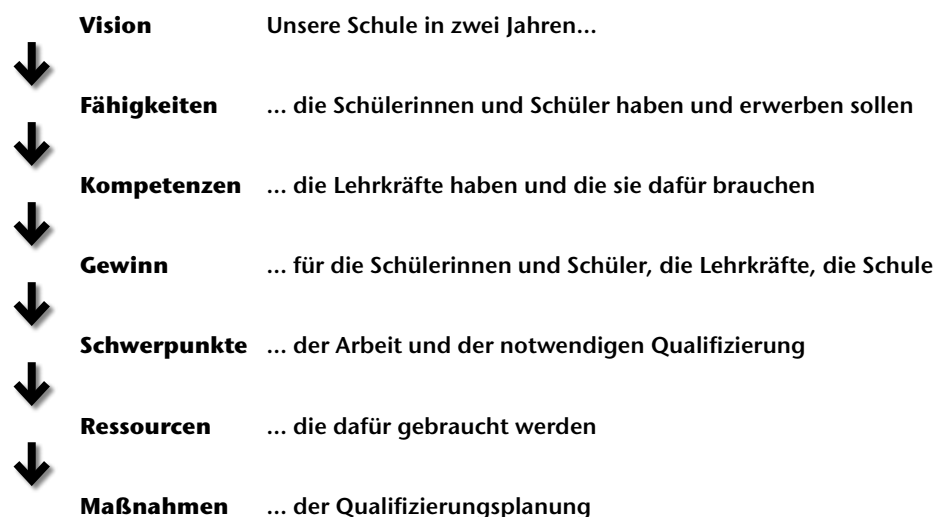 Vision Unsere Schule in zwei Jahren...
Fähigkeiten ... die Schülerinnen und Schüler haben und erwerben sollen
Kompetenzen ... die Lehrkräfte haben und die sie dafür brauchen
Gewinn ... für die Schülerinnen und Schüler, die Lehrkräfte, die Schule
Schwerpunkte ... der Arbeit und der notwendigen Qualifizierung
Ressourcen ... die dafür gebraucht werden
Maßnahmen ... der Qualifizierungsplanung